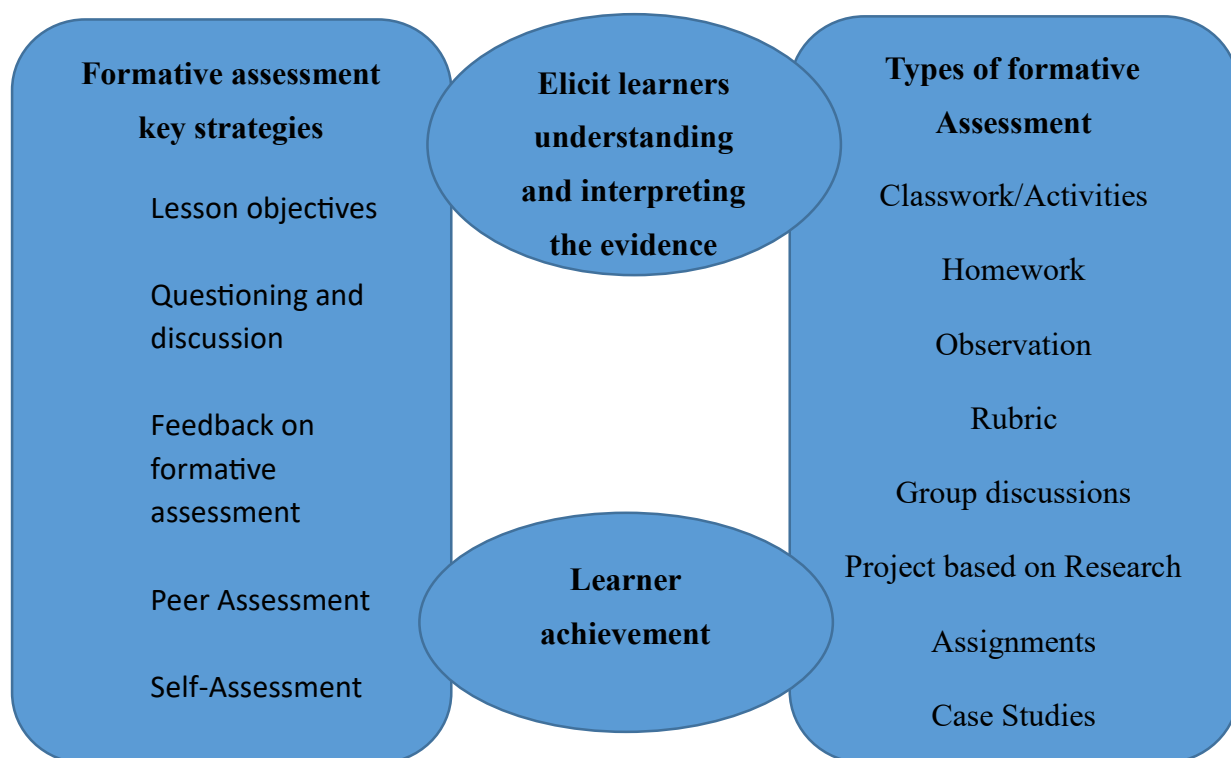 Formative assessment
key strategies
Lesson objectives
Questioning and
discussion
Feedback on
formative
assessment
Peer Assessment
Self-Assessment
Elicit learners
understanding
and interpreting
the evidence
Learner
achievement
Types of formative
Assessment
Classwork/Activities
Homework
Observation
Rubric
Group discussions
Project based on Research
Assignments
Case Studies